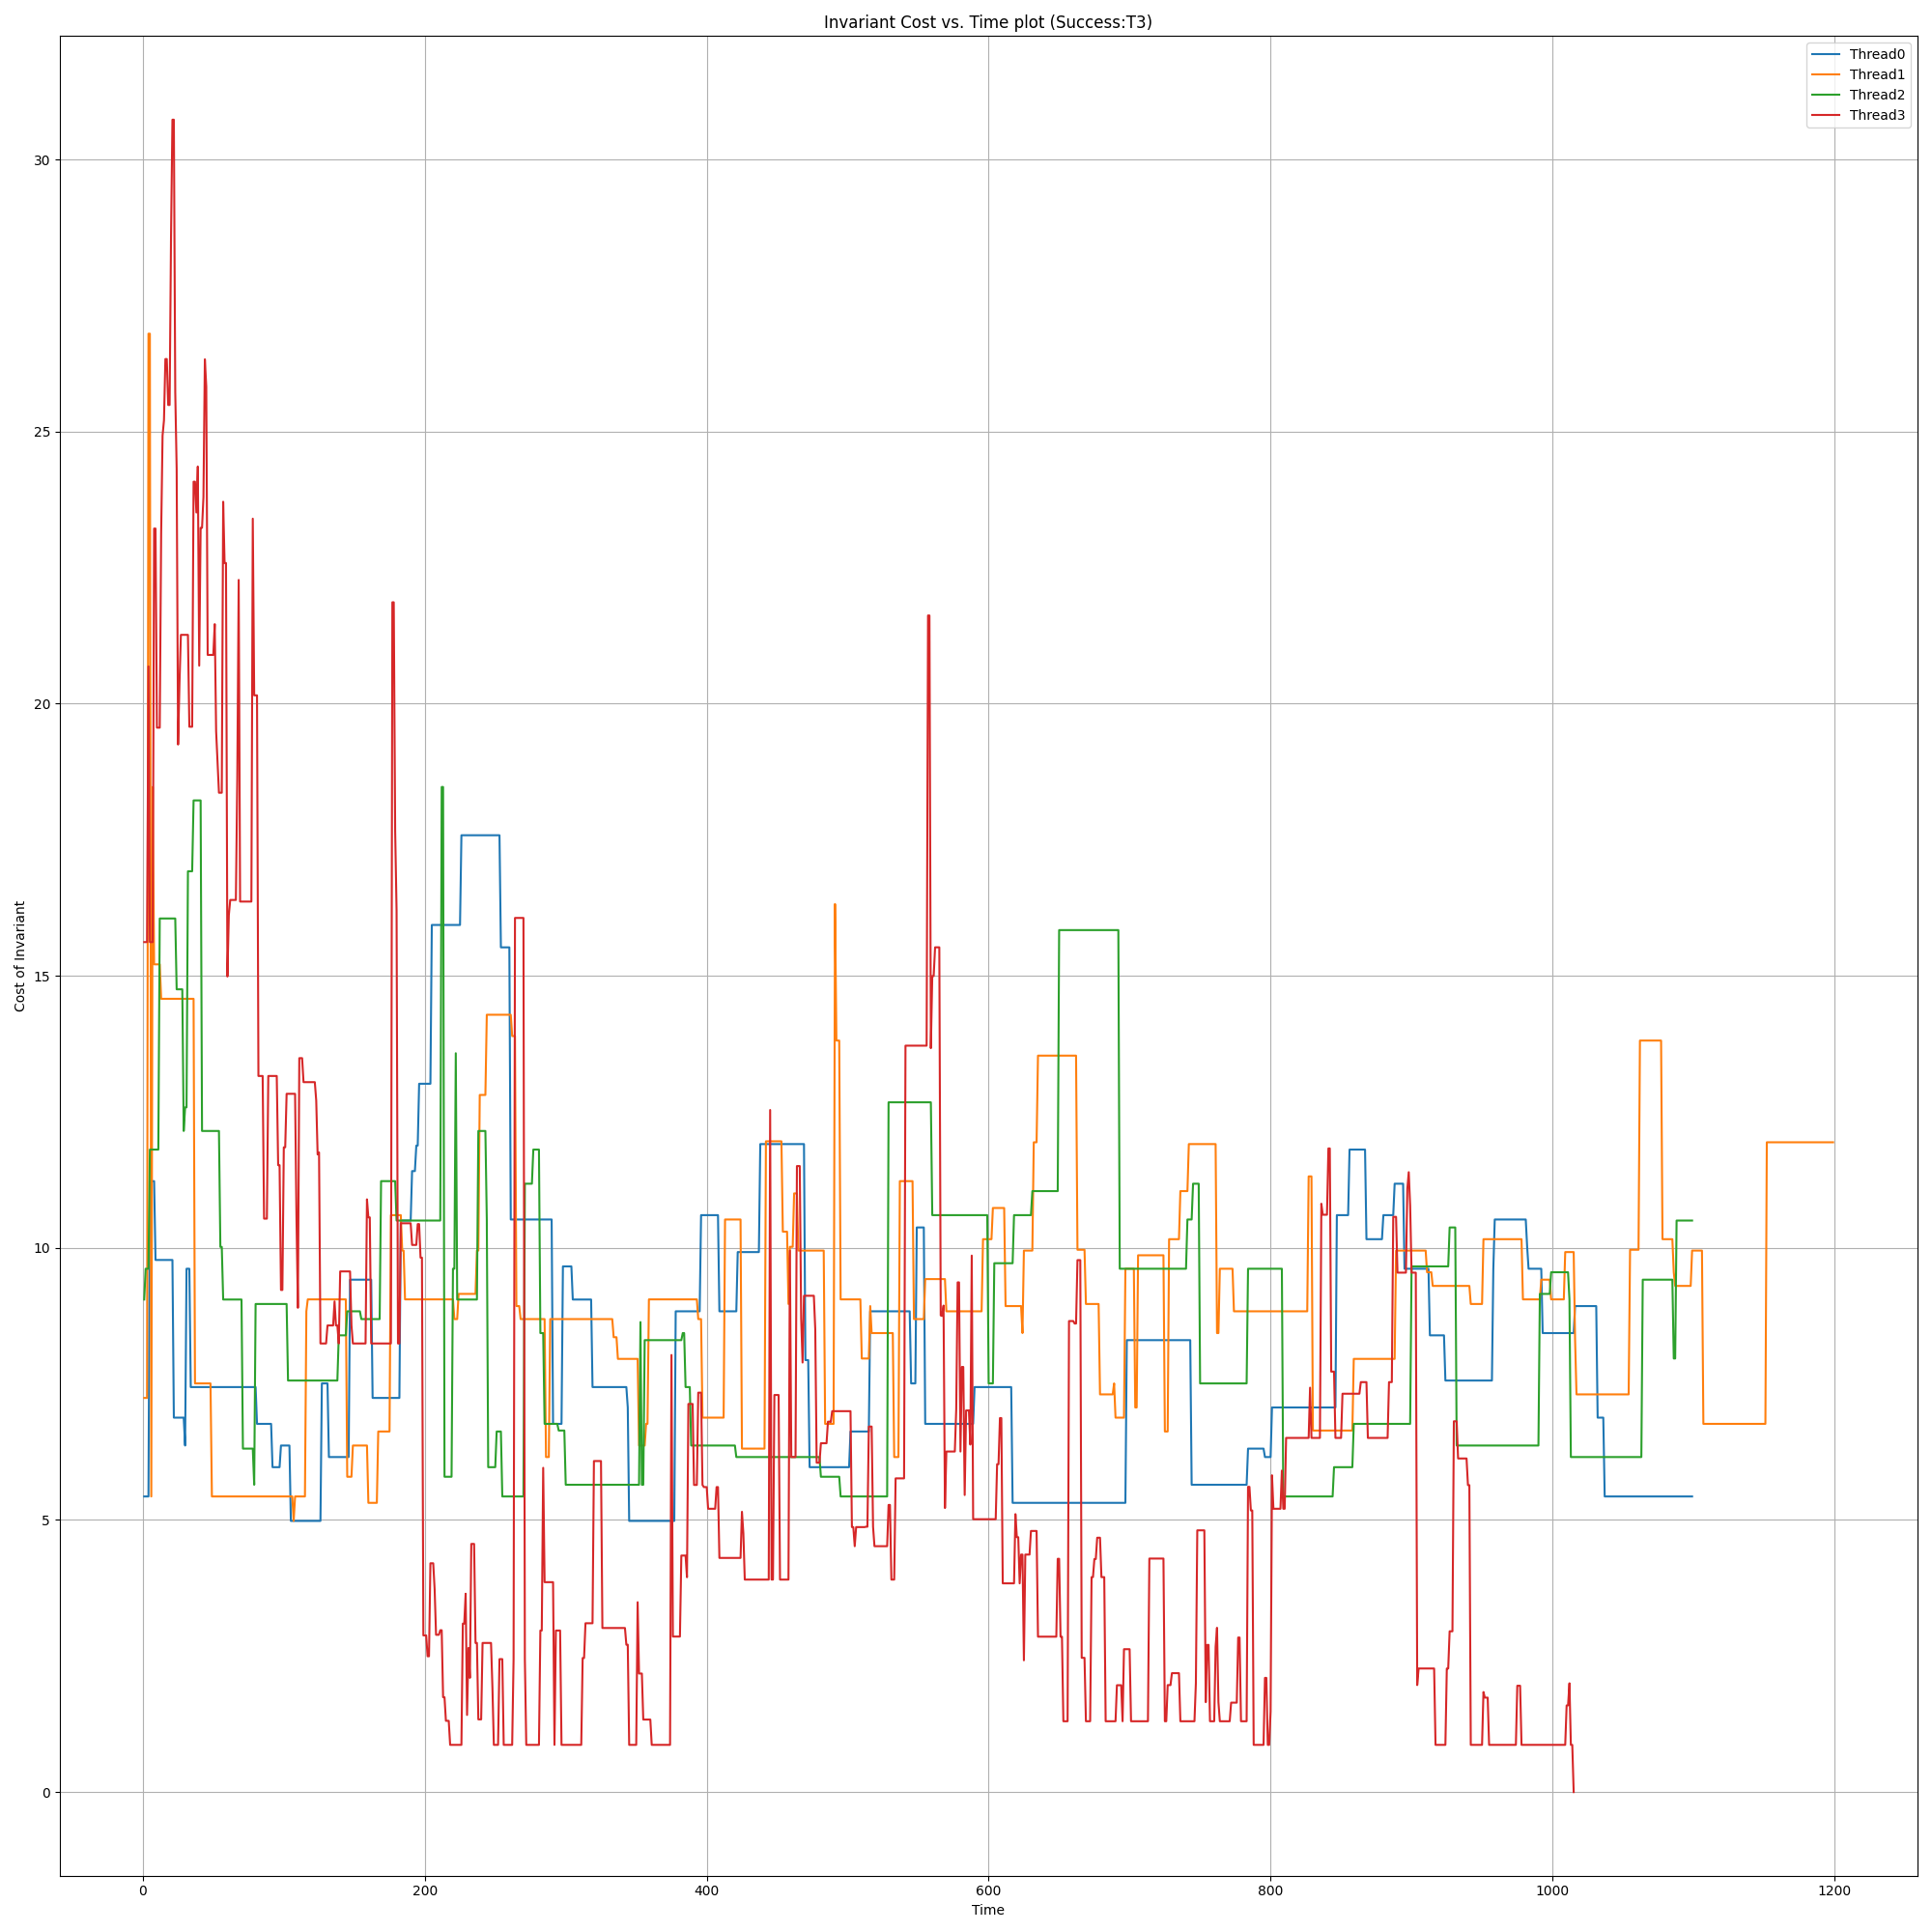 Invariant Cost vs. Time plot (Success:T3)
Thread0
Thread1
Thread2
Thread3
Cost of Invariant
30
25
20
15
10
5
0
0 200 400 600 800 1000 1200
Time